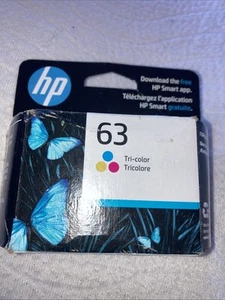 hp
Download the free
HP Smart app.
Téléchargez l'application
HP Smart gratuite.
63
Tri-color
Tricolore